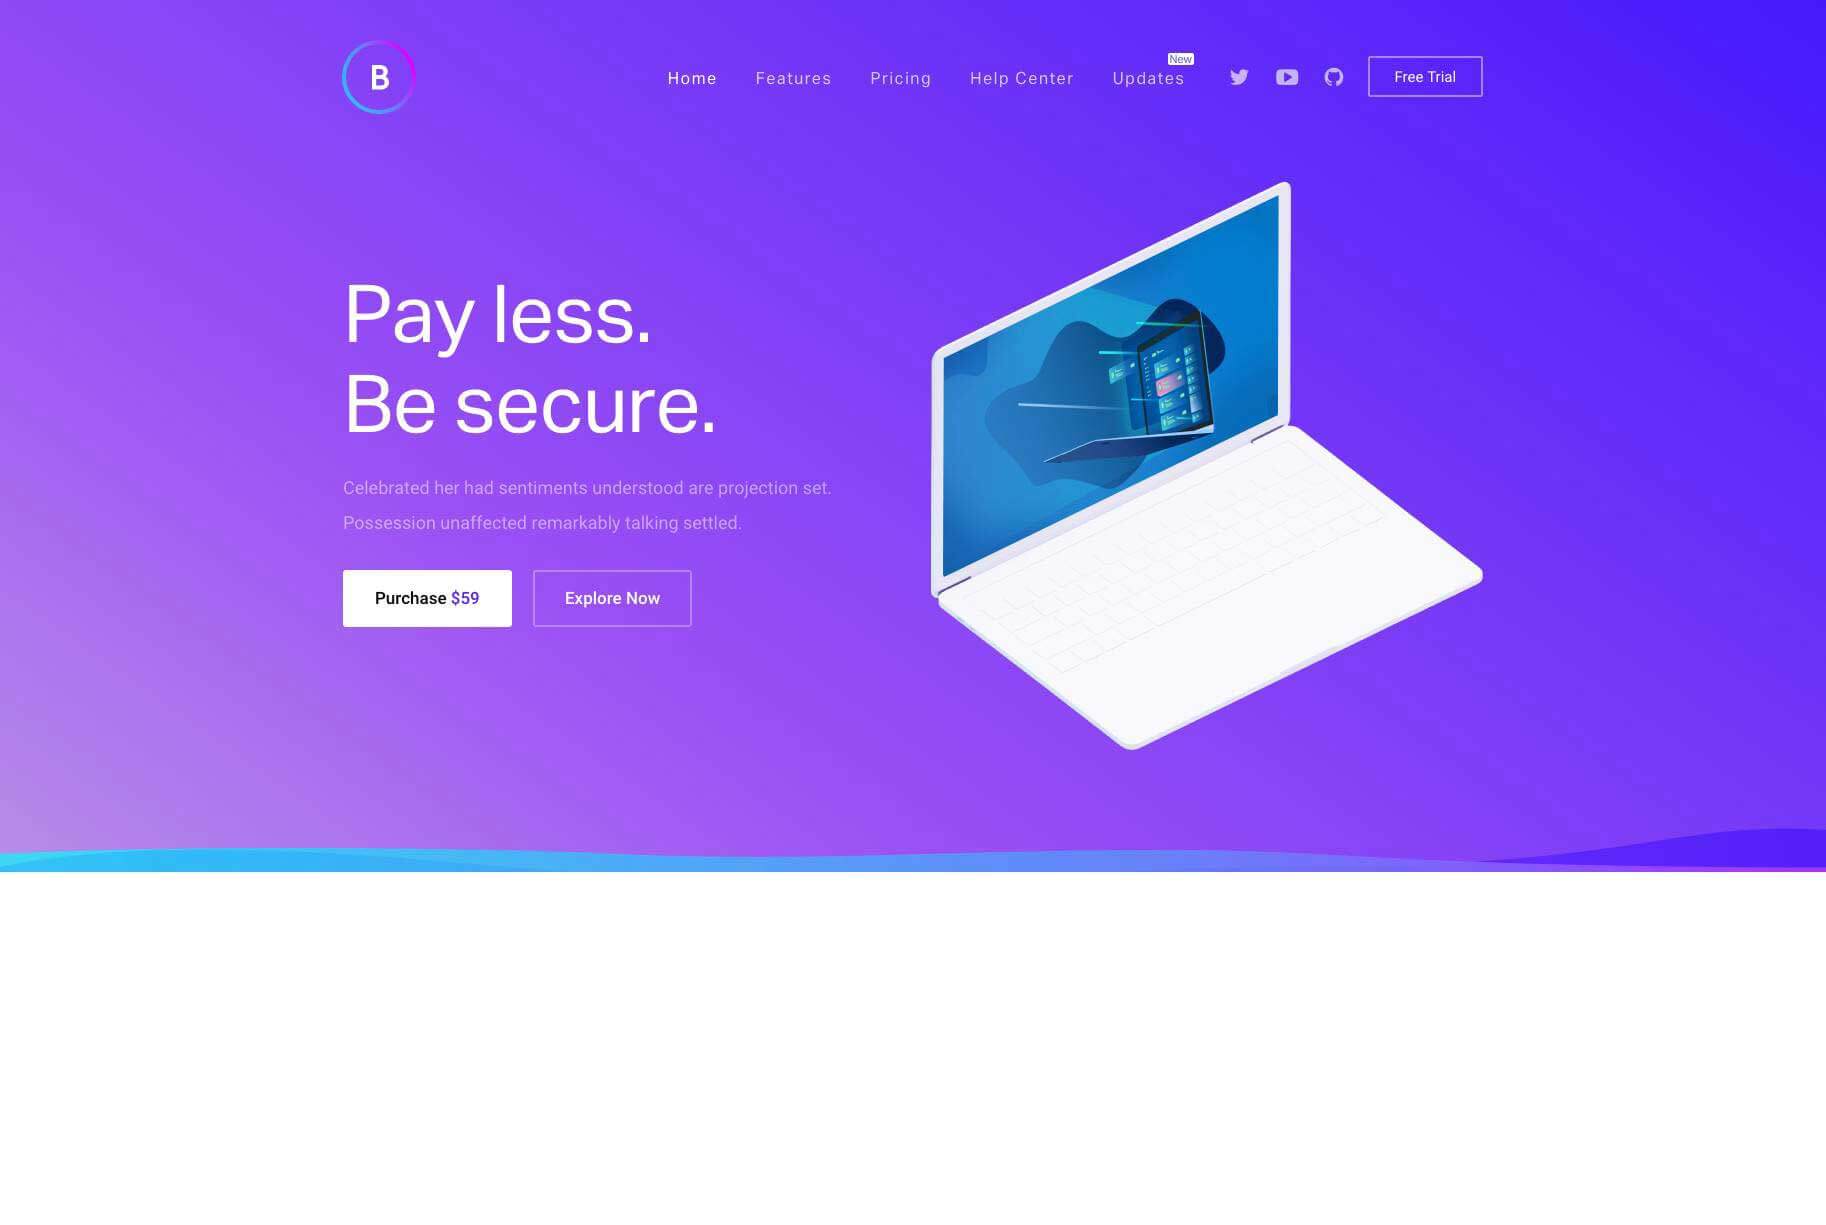 B
Home
Features
Pricing
Help Center
Updates
New
Free Trial
Pay less.
Be secure.
Celebrated her had sentiments understood are projection set.
Possession unaffected remarkably talking settled.
Purchase $59
Explore Now